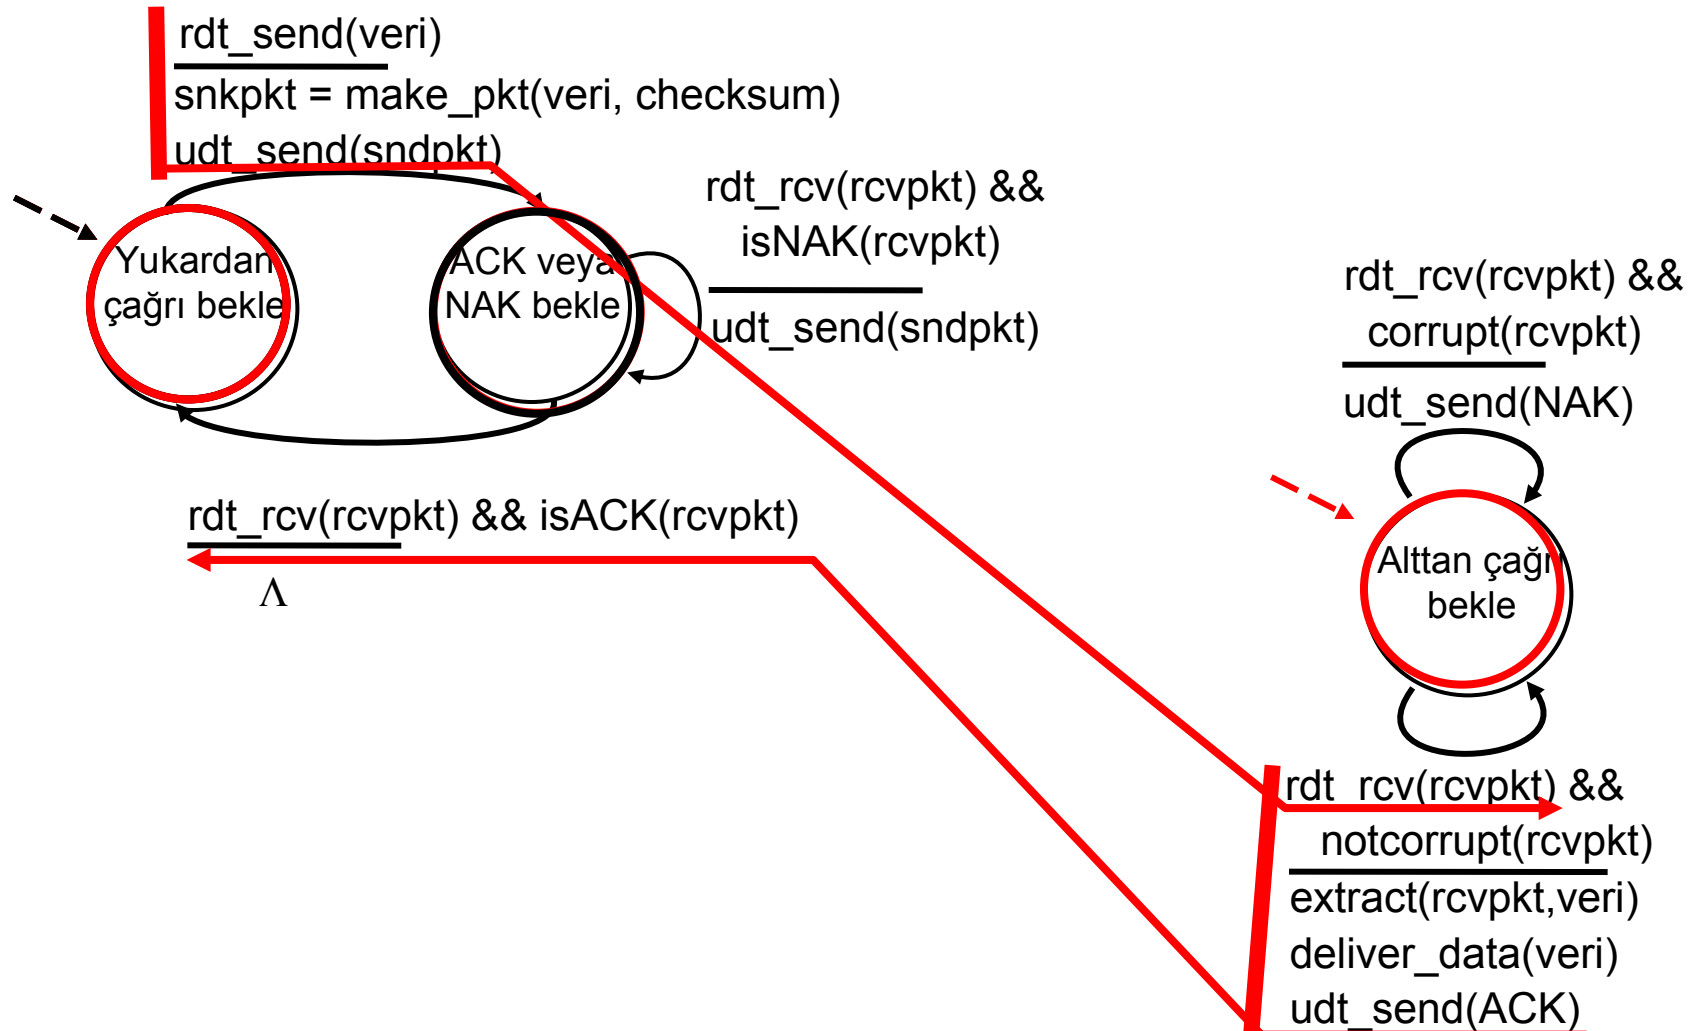 rdt_send(veri)
snkpkt = make_pkt(veri, checksum)
udt_send(sndpkt)
Yukardan
çağrı bekle
ACK veya
NAK bekle
rdt_rcv(rcvpkt) &&
isNAK(rcvpkt)
udt_send(sndpkt)
rdt_rcv(rcvpkt) && isACK(rcvpkt)
Λ
rdt_rcv(rcvpkt) &&
corrupt(rcvpkt)
udt_send(NAK)
Alttan çağrı
bekle
rdt_rcv(rcvpkt) &&
notcorrupt(rcvpkt)
extract(rcvpkt,veri)
deliver_data(veri)
udt_send(ACK)